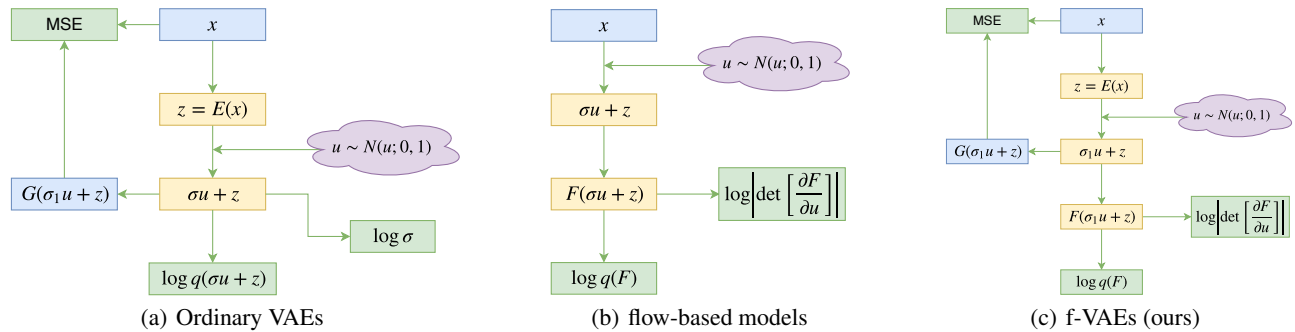 MSE
x
z = E(x)
u ~ N(u; 0, 1)
G(σ₁u + z)
σu + z
log σ
log q(σu + z)
(a) Ordinary VAEs
x
u ~ N(u; 0, 1)
σu + z
F(σu + z)
log|det [∂F/∂u]|
log q(F)
(b) flow-based models
MSE
x
z = E(x)
u ~ N(u; 0, 1)
G(σ₁u + z)
σ₁u + z
F(σ₁u + z)
log|det [∂F/∂u]|
log q(F)
(c) f-VAEs (ours)